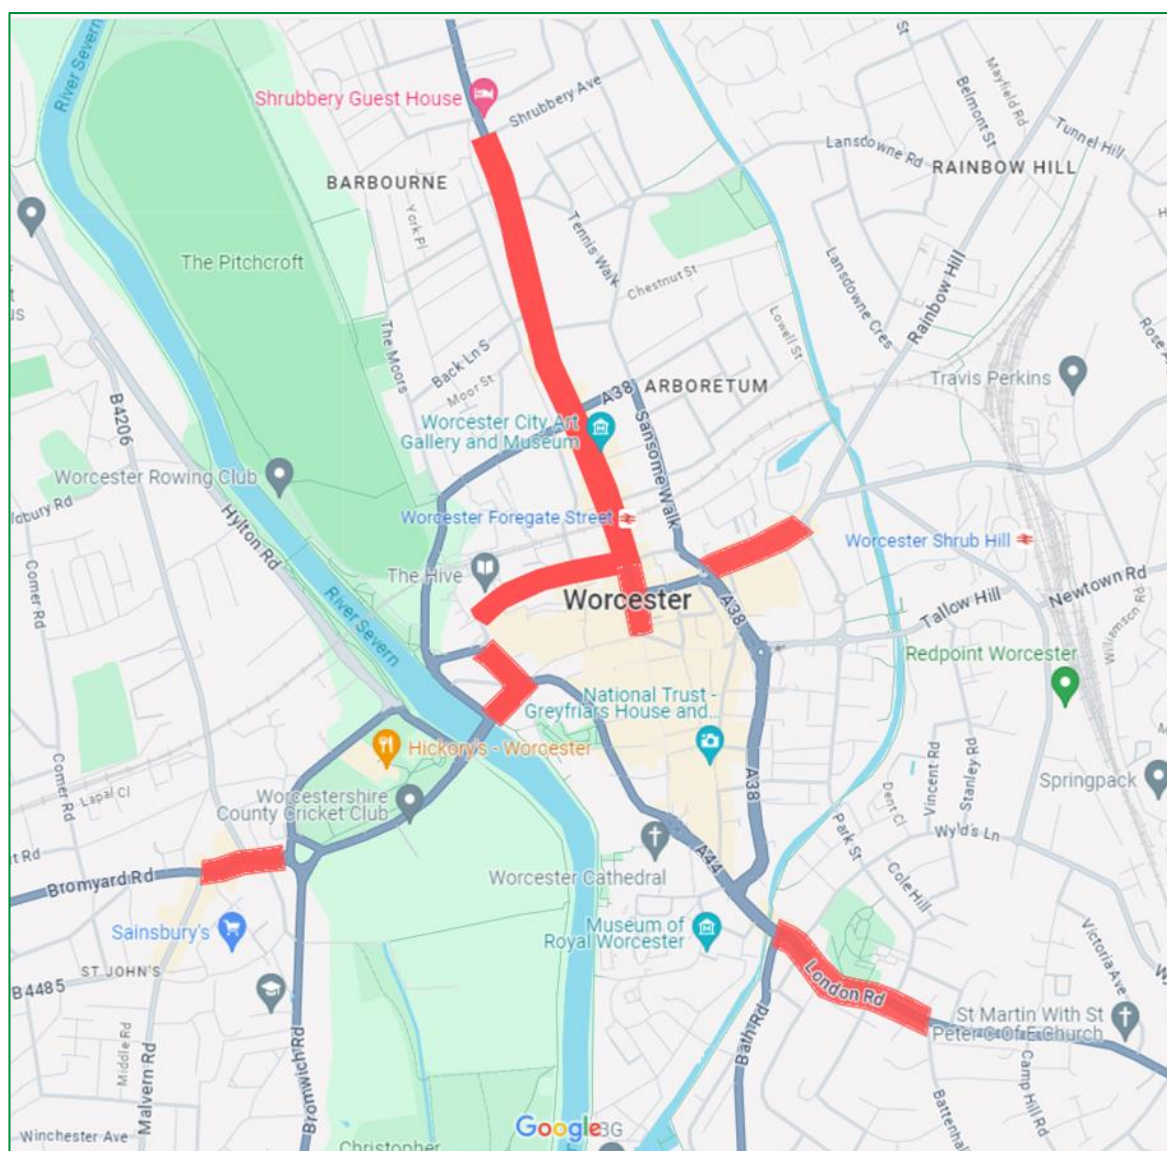 River Severn
Shrubbery Guest House
Shrubbery Ave
St
Belmont St
Mayfield Rd
Tunnel Hill
Lansdowne Rd
RAINBOW HILL
BARBOURNE
York Pl
Tennis Walk
The Pitchcroft
Chestnut St
Lansdowne Cres
Rainbow Hill
Lowell St
The Moors
Back Ln S
Moor St
A38
ARBORETUM
Travis Perkins
B4206
Worcester City Art
Gallery and Museum
Sansome Walk
Worcester Rowing Club
Hylton Rd
Worcester Foregate Street
Worcester Shrub Hill
The Hive
Comer Rd
Worcester
A38
Tallow Hill
Newtown Rd
Williamson Rd
River Severn
Redpoint Worcester
National Trust -
Greyfriars House and...
Hickory's - Worcester
Comer Rd
Lapal Cl
Worcestershire
County Cricket Club
A38
Vincent Rd
Stanley Rd
Springpack
Dent Cl
Park St
Wyld's Ln
Bromyard Rd
A44
Worcester Cathedral
Cole Hill
Sainsbury's
Museum of
Royal Worcester
Victoria Ave
ST JOHN'S
B4485
London Rd
St Martin With St
Peter C Of E Church
Middle Rd
Malvern Rd
Bromwich Rd
Bath Rd
Camp Hill Rd
Battenhall
Winchester Ave
Christopher
Google